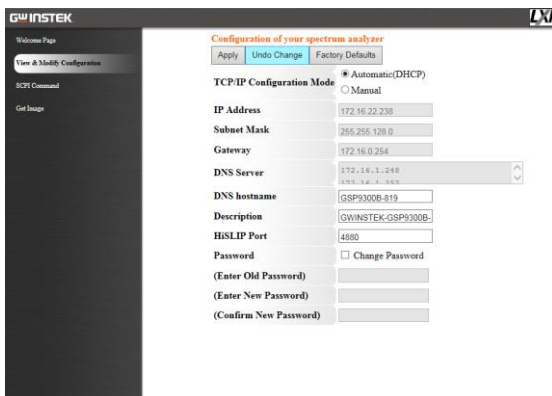 GWINSTEK
LXI
Welcome Page
View & Modify Configuration
SCPI Command
Get Image
Configuration of your spectrum analyzer
Apply Undo Change Factory Defaults
TCP/IP Configuration Mode Automatic(DHCP)
Manual
IP Address 172.16.22.238
Subnet Mask 255.255.128.0
Gateway 172.16.0.254
DNS Server 172.16.1.248
DNS hostname GSP9300B-819
Description GWINSTEK-GSP9300B-
HiSLIP Port 4880
Password Change Password
(Enter Old Password)
(Enter New Password)
(Confirm New Password)